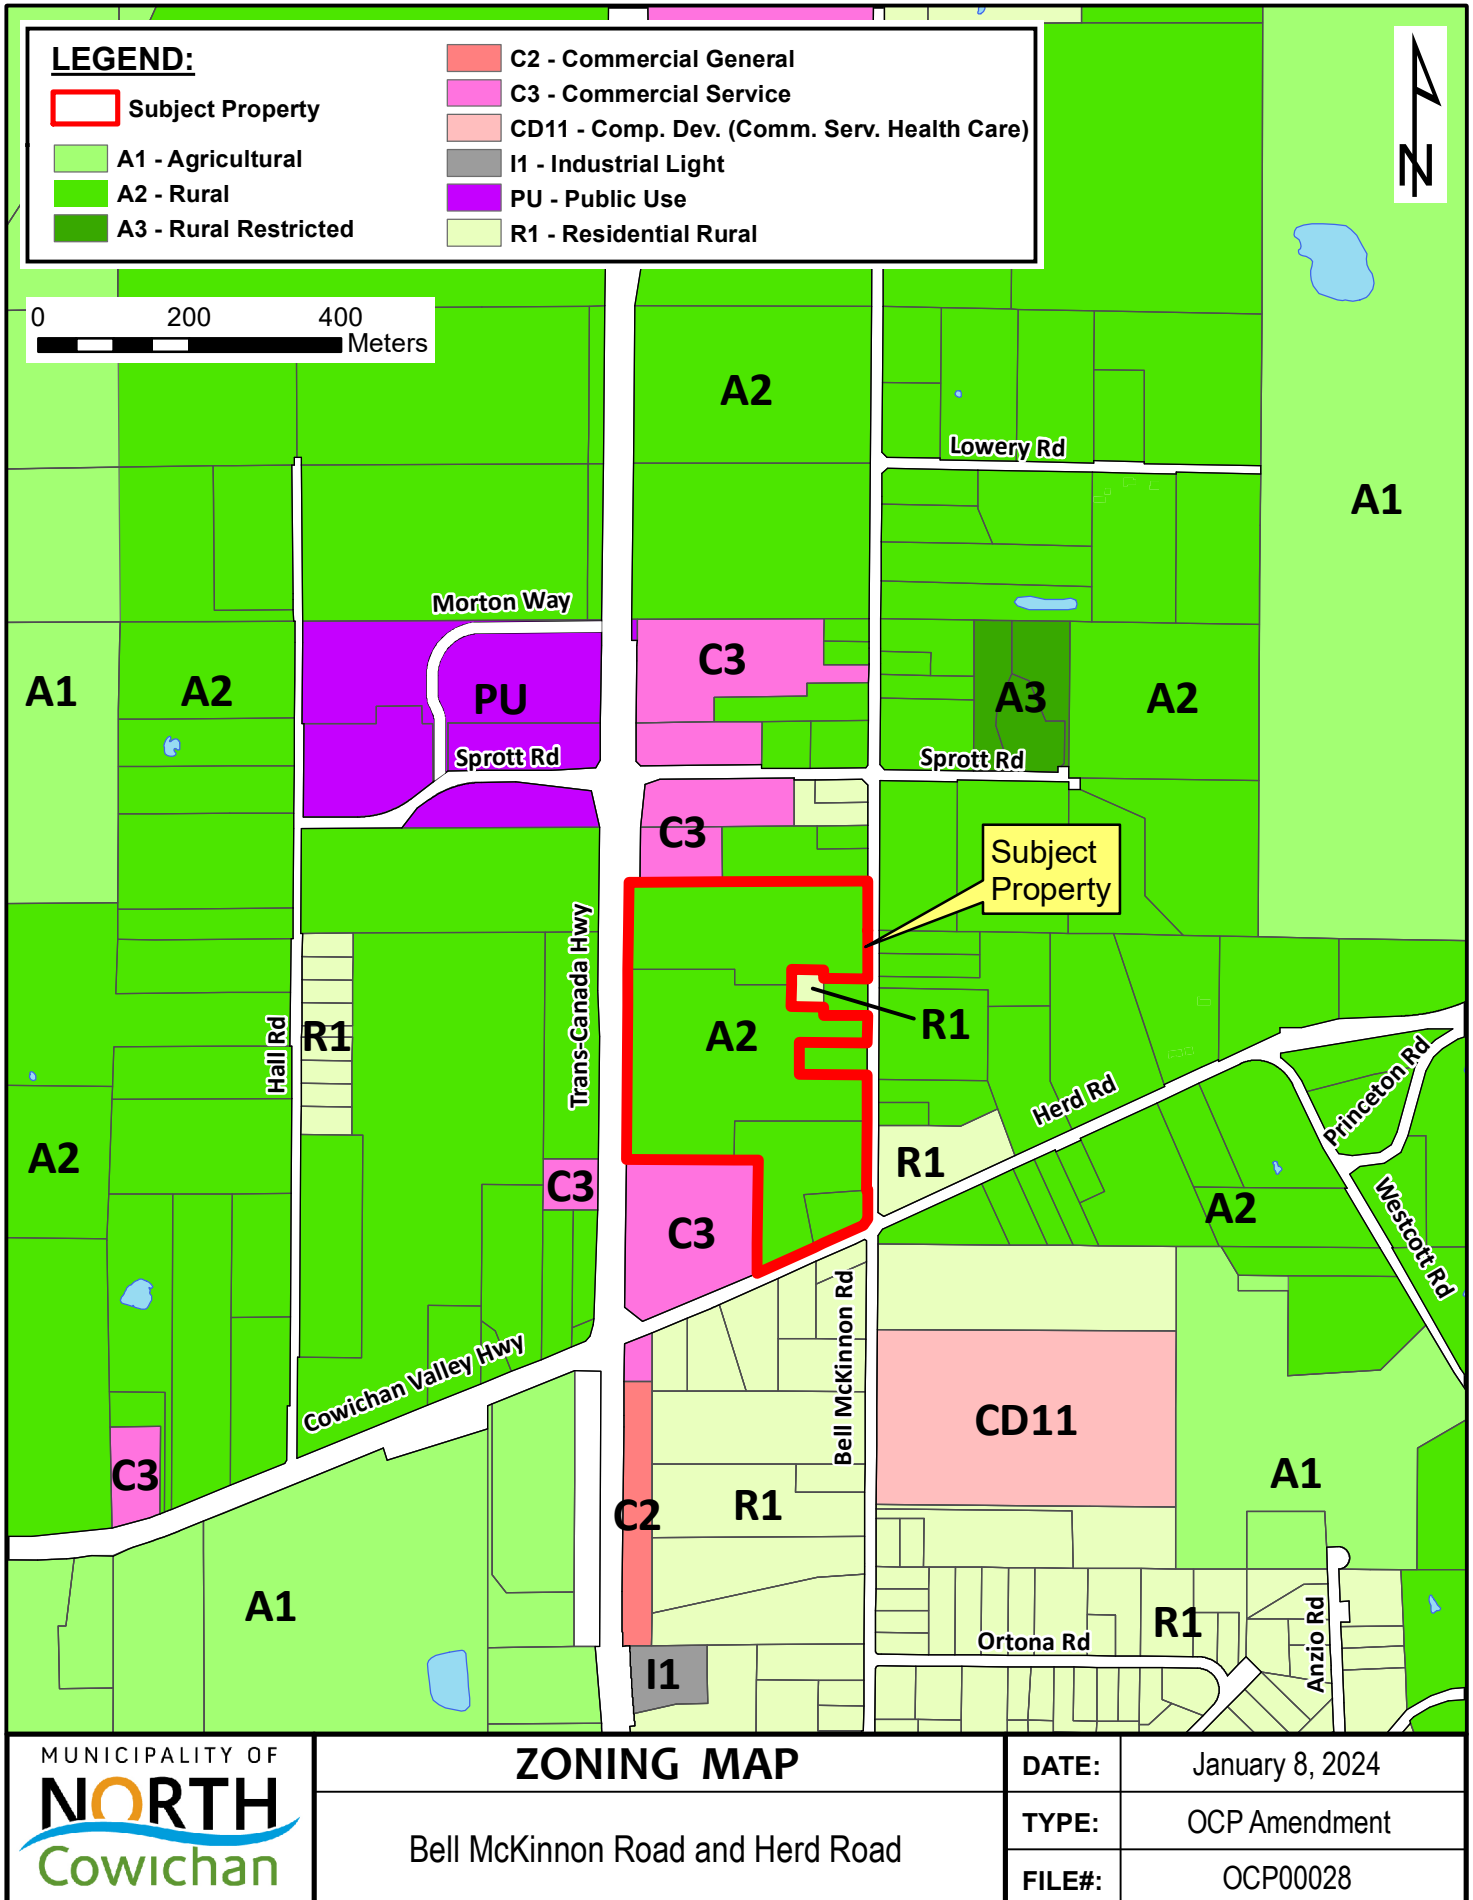 LEGEND:
Subject Property
A1 - Agricultural
A2 - Rural
A3 - Rural Restricted
C2 - Commercial General
C3 - Commercial Service
CD11 - Comp. Dev. (Comm. Serv. Health Care)
I1 - Industrial Light
PU - Public Use
R1 - Residential Rural
N
0 200 400
Meters
A2
Lowery Rd
A1
Morton Way
C3
A1
A2
PU
A3
A2
Sprott Rd
Sprott Rd
C3
Subject
Property
Trans-Canada Hwy
Hall Rd
R1
A2
R1
Herd Rd
Princeton Rd
A2
C3
R1
A2
Westcott Rd
C3
Bell McKinnon Rd
Cowichan Valley Hwy
CD11
C3
A1
C2
R1
A1
R1
Anzio Rd
Ortona Rd
I1
MUNICIPALITY OF
NORTH
Cowichan
ZONING MAP
Bell McKinnon Road and Herd Road
DATE: January 8, 2024
TYPE: OCP Amendment
FILE#: OCP00028